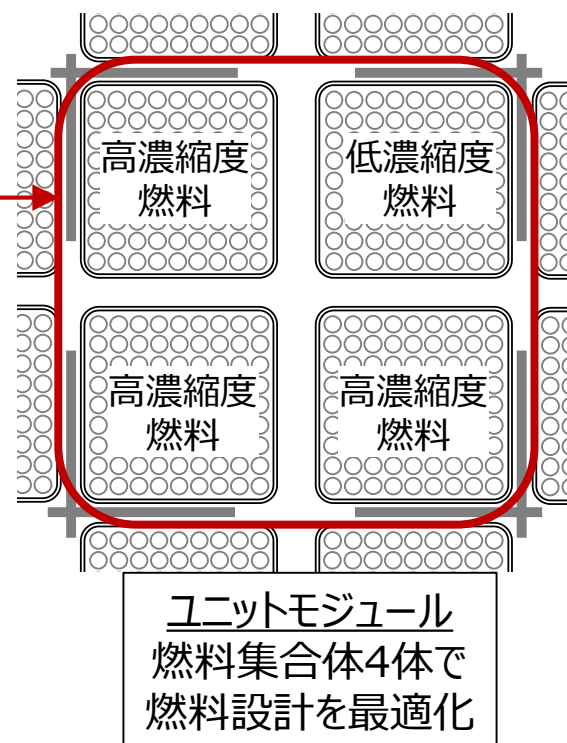 高濃縮度
燃料
低濃縮度
燃料
高濃縮度
燃料
高濃縮度
燃料
ユニットモジュール
燃料集合体4体で
燃料設計を最適化